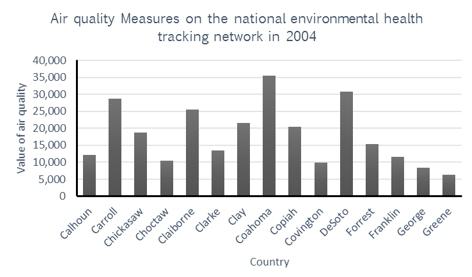 Air quality Measures on the national environmental health
tracking network in 2004
Value of air quality
40,000
35,000
30,000
25,000
20,000
15,000
10,000
5,000
0
Calhoun
Carroll
Chickasaw
Choctaw
Claiborne
Clarke
Clay
Coahoma
Copiah
Covington
DeSoto
Forrest
Franklin
George
Greene
Country